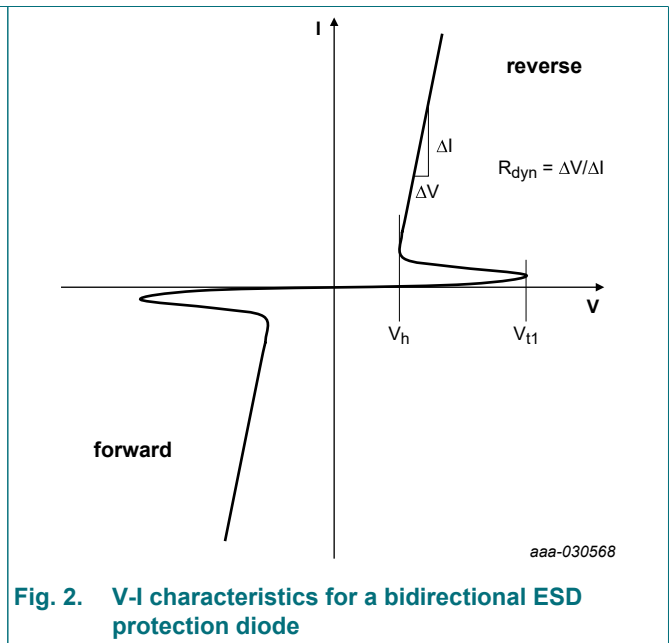 I
reverse
ΔI
R_dyn = ΔV/ΔI
ΔV
V
V_h
V_t1
forward
aaa-030568
Fig. 2. V-I characteristics for a bidirectional ESD
protection diode